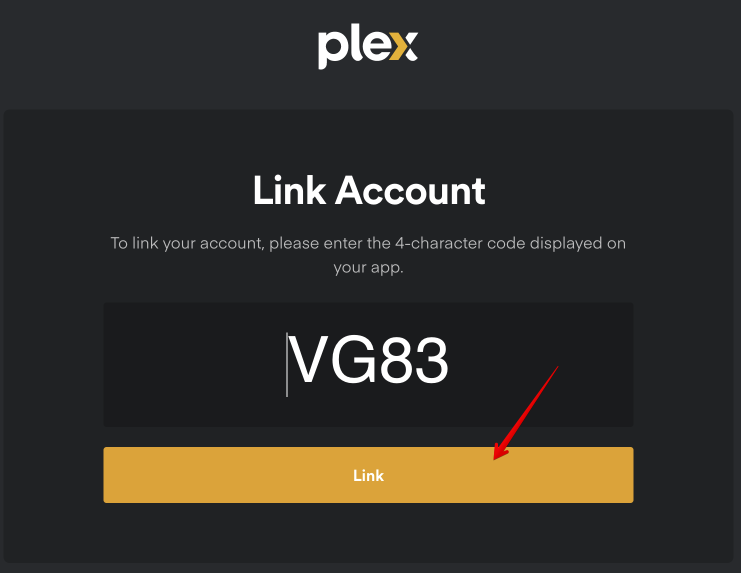 plex
Link Account
To link your account, please enter the 4-character code displayed on
your app.
VG83
Link